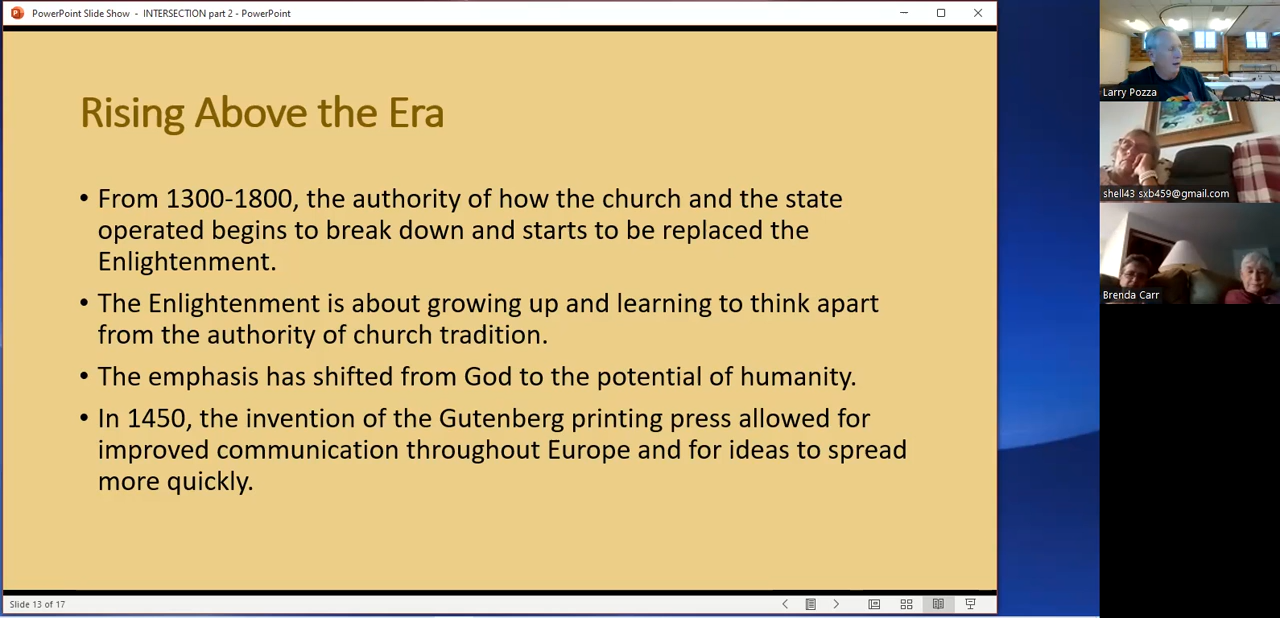 PowerPoint Slide Show - INTERSECTION part 2 - PowerPoint
Rising Above the Era
• From 1300-1800, the authority of how the church and the state
operated begins to break down and starts to be replaced the
Enlightenment.
• The Enlightenment is about growing up and learning to think apart
from the authority of church tradition.
• The emphasis has shifted from God to the potential of humanity.
• In 1450, the invention of the Gutenberg printing press allowed for
improved communication throughout Europe and for ideas to spread
more quickly.
Slide 13 of 17
Larry Pozza
shell43 sxb459@gmail.com
Brenda Carr